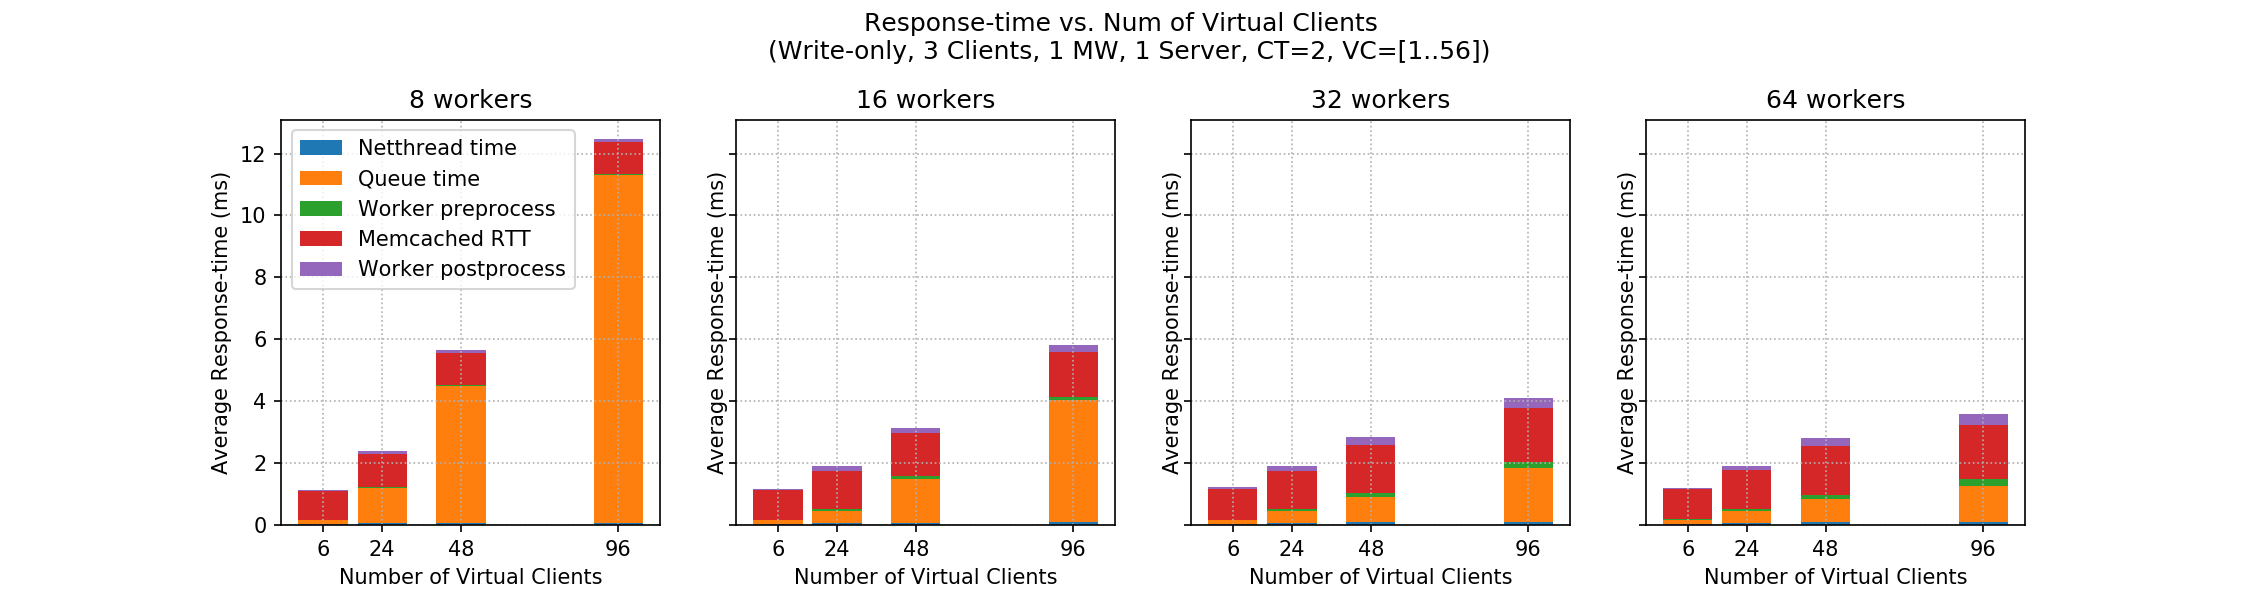 Response-time vs. Num of Virtual Clients
(Write-only, 3 Clients, 1 MW, 1 Server, CT=2, VC=[1..56])
8 workers
Average Response-time (ms)
12
10
8
6
4
2
0
Netthread time
Queue time
Worker preprocess
Memcached RTT
Worker postprocess
6 24 48 96
Number of Virtual Clients
16 workers
Average Response-time (ms)
6 24 48 96
Number of Virtual Clients
32 workers
Average Response-time (ms)
6 24 48 96
Number of Virtual Clients
64 workers
Average Response-time (ms)
6 24 48 96
Number of Virtual Clients